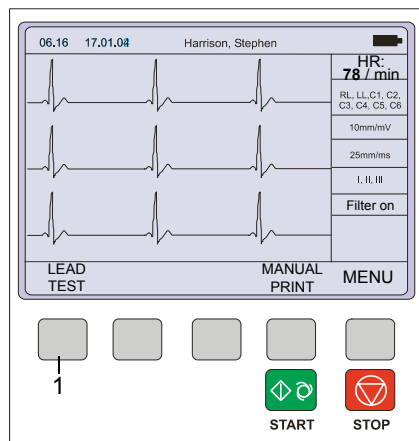 06.16 17.01.02 Harrison, Stephen
HR:
78 / min
RL, LL,C1, C2,
C3, C4, C5, C6
10mm/mV
25mm/ms
I, II, III
Filter on
LEAD
TEST
MANUAL
PRINT
MENU
1
START STOP